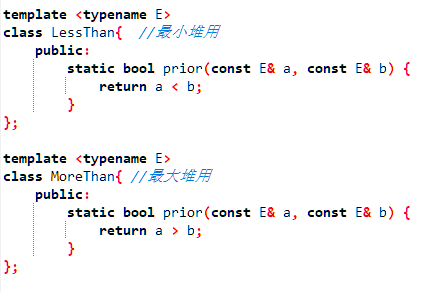 template <typename E>
class LessThan{  //最小堆用
    public:
        static bool prior(const E& a, const E& b) {
            return a < b;
        }
};
template <typename E>
class MoreThan{ //最大堆用
    public:
        static bool prior(const E& a, const E& b) {
            return a > b;
        }
};